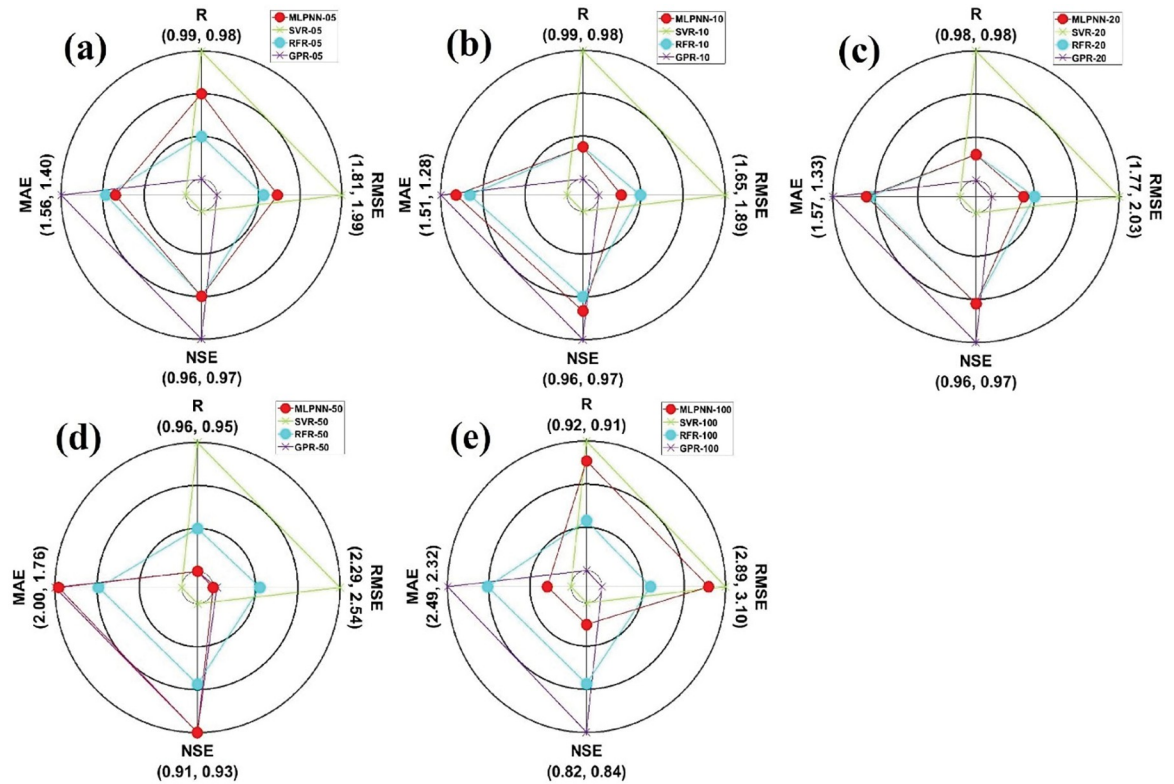 (a)
R
(0.99, 0.98)
MLPNN-05
SVR-05
RFR-05
GPR-05
MAE
(1.56, 1.40)
RMSE
(1.81, 1.99)
NSE
(0.96, 0.97)
(b)
R
(0.99, 0.98)
MLPNN-10
SVR-10
RFR-10
GPR-10
MAE
(1.51, 1.28)
RMSE
(1.65, 1.89)
NSE
(0.96, 0.97)
(c)
R
(0.98, 0.98)
MLPNN-20
SVR-20
RFR-20
GPR-20
MAE
(1.57, 1.33)
RMSE
(1.77, 2.03)
NSE
(0.96, 0.97)
(d)
R
(0.96, 0.95)
MLPNN-50
SVR-50
RFR-50
GPR-50
MAE
(2.00, 1.76)
RMSE
(2.29, 2.54)
NSE
(0.91, 0.93)
(e)
R
(0.92, 0.91)
MLPNN-100
SVR-100
RFR-100
GPR-100
MAE
(2.49, 2.32)
RMSE
(2.89, 3.10)
NSE
(0.82, 0.84)